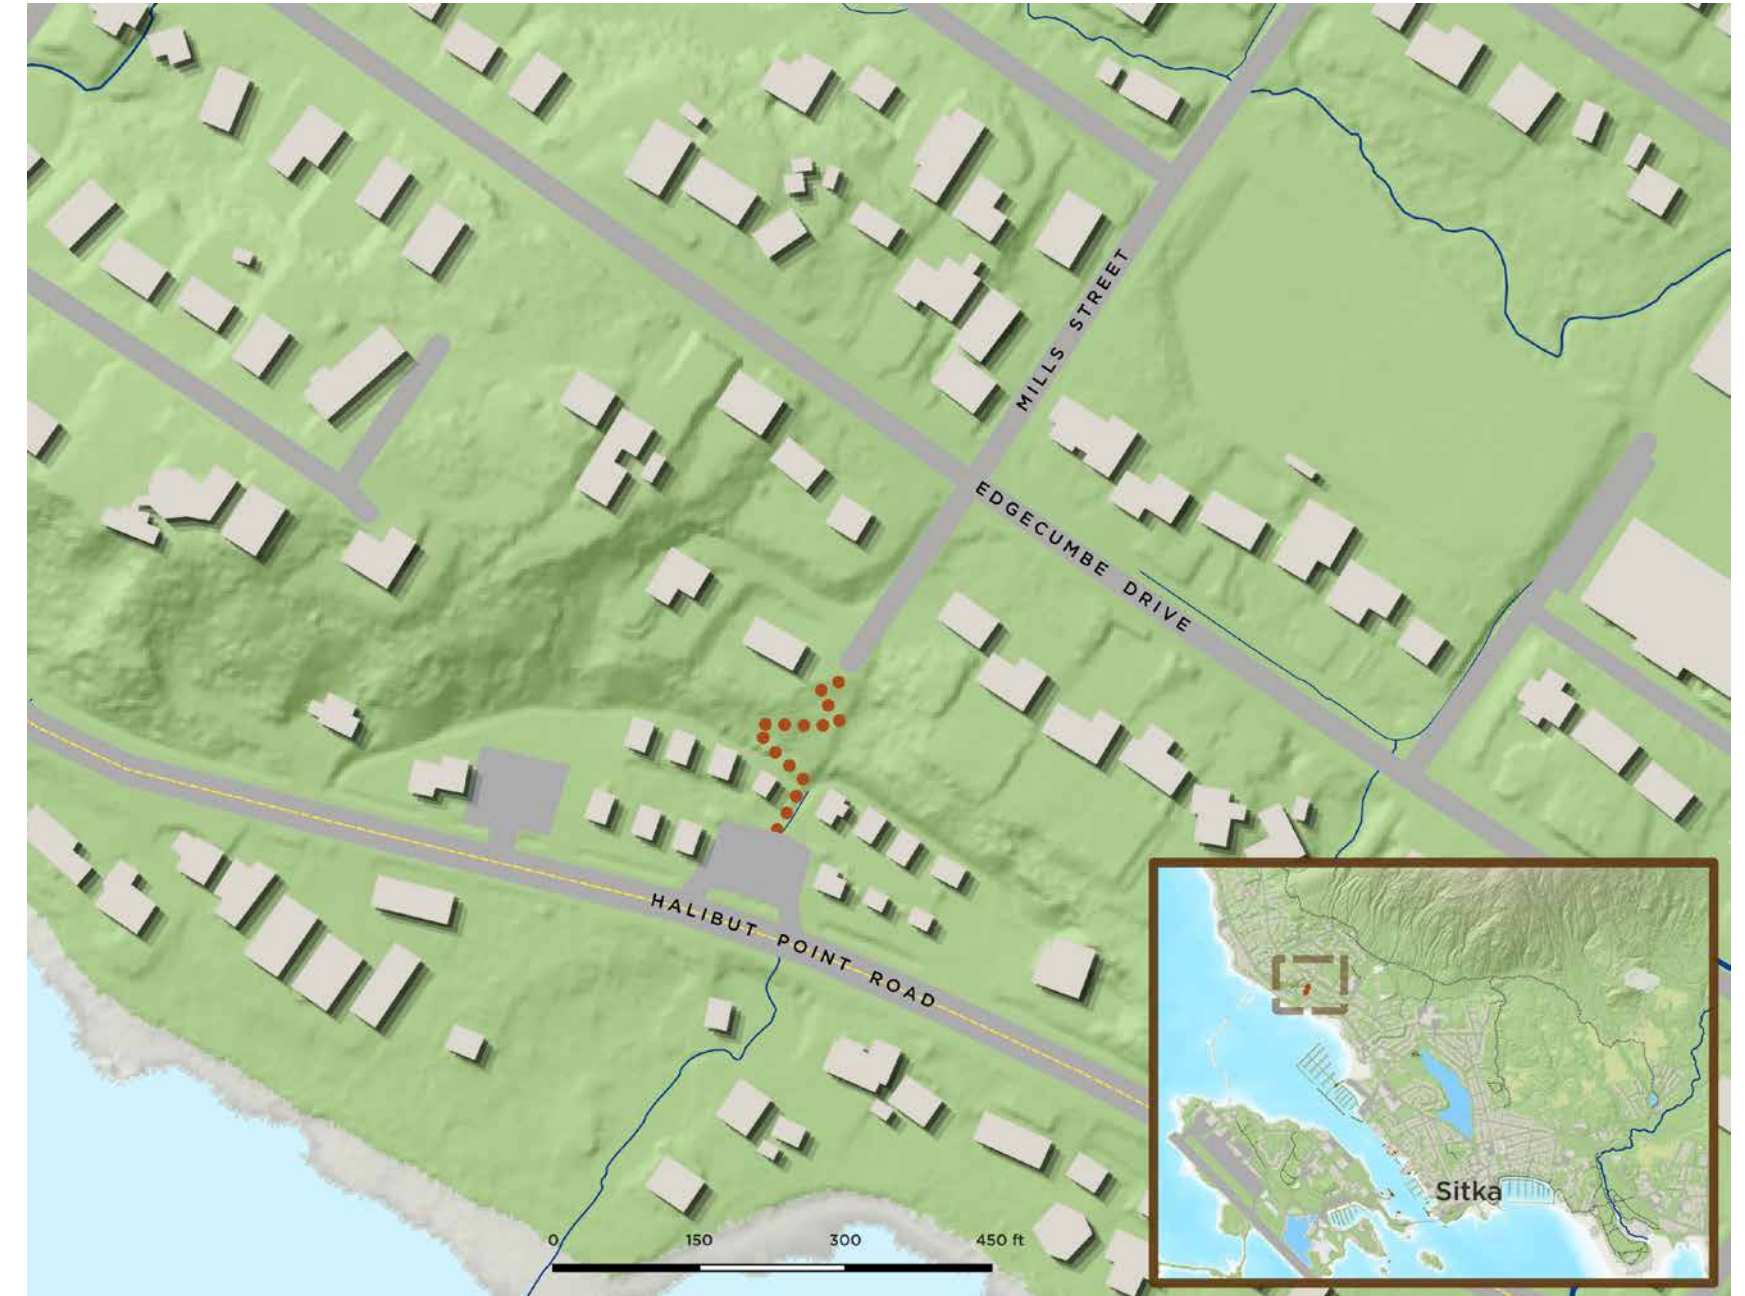 MILLS STREET
EDGECUMBE DRIVE
HALIBUT POINT ROAD
Sitka
0 150 300 450 ft